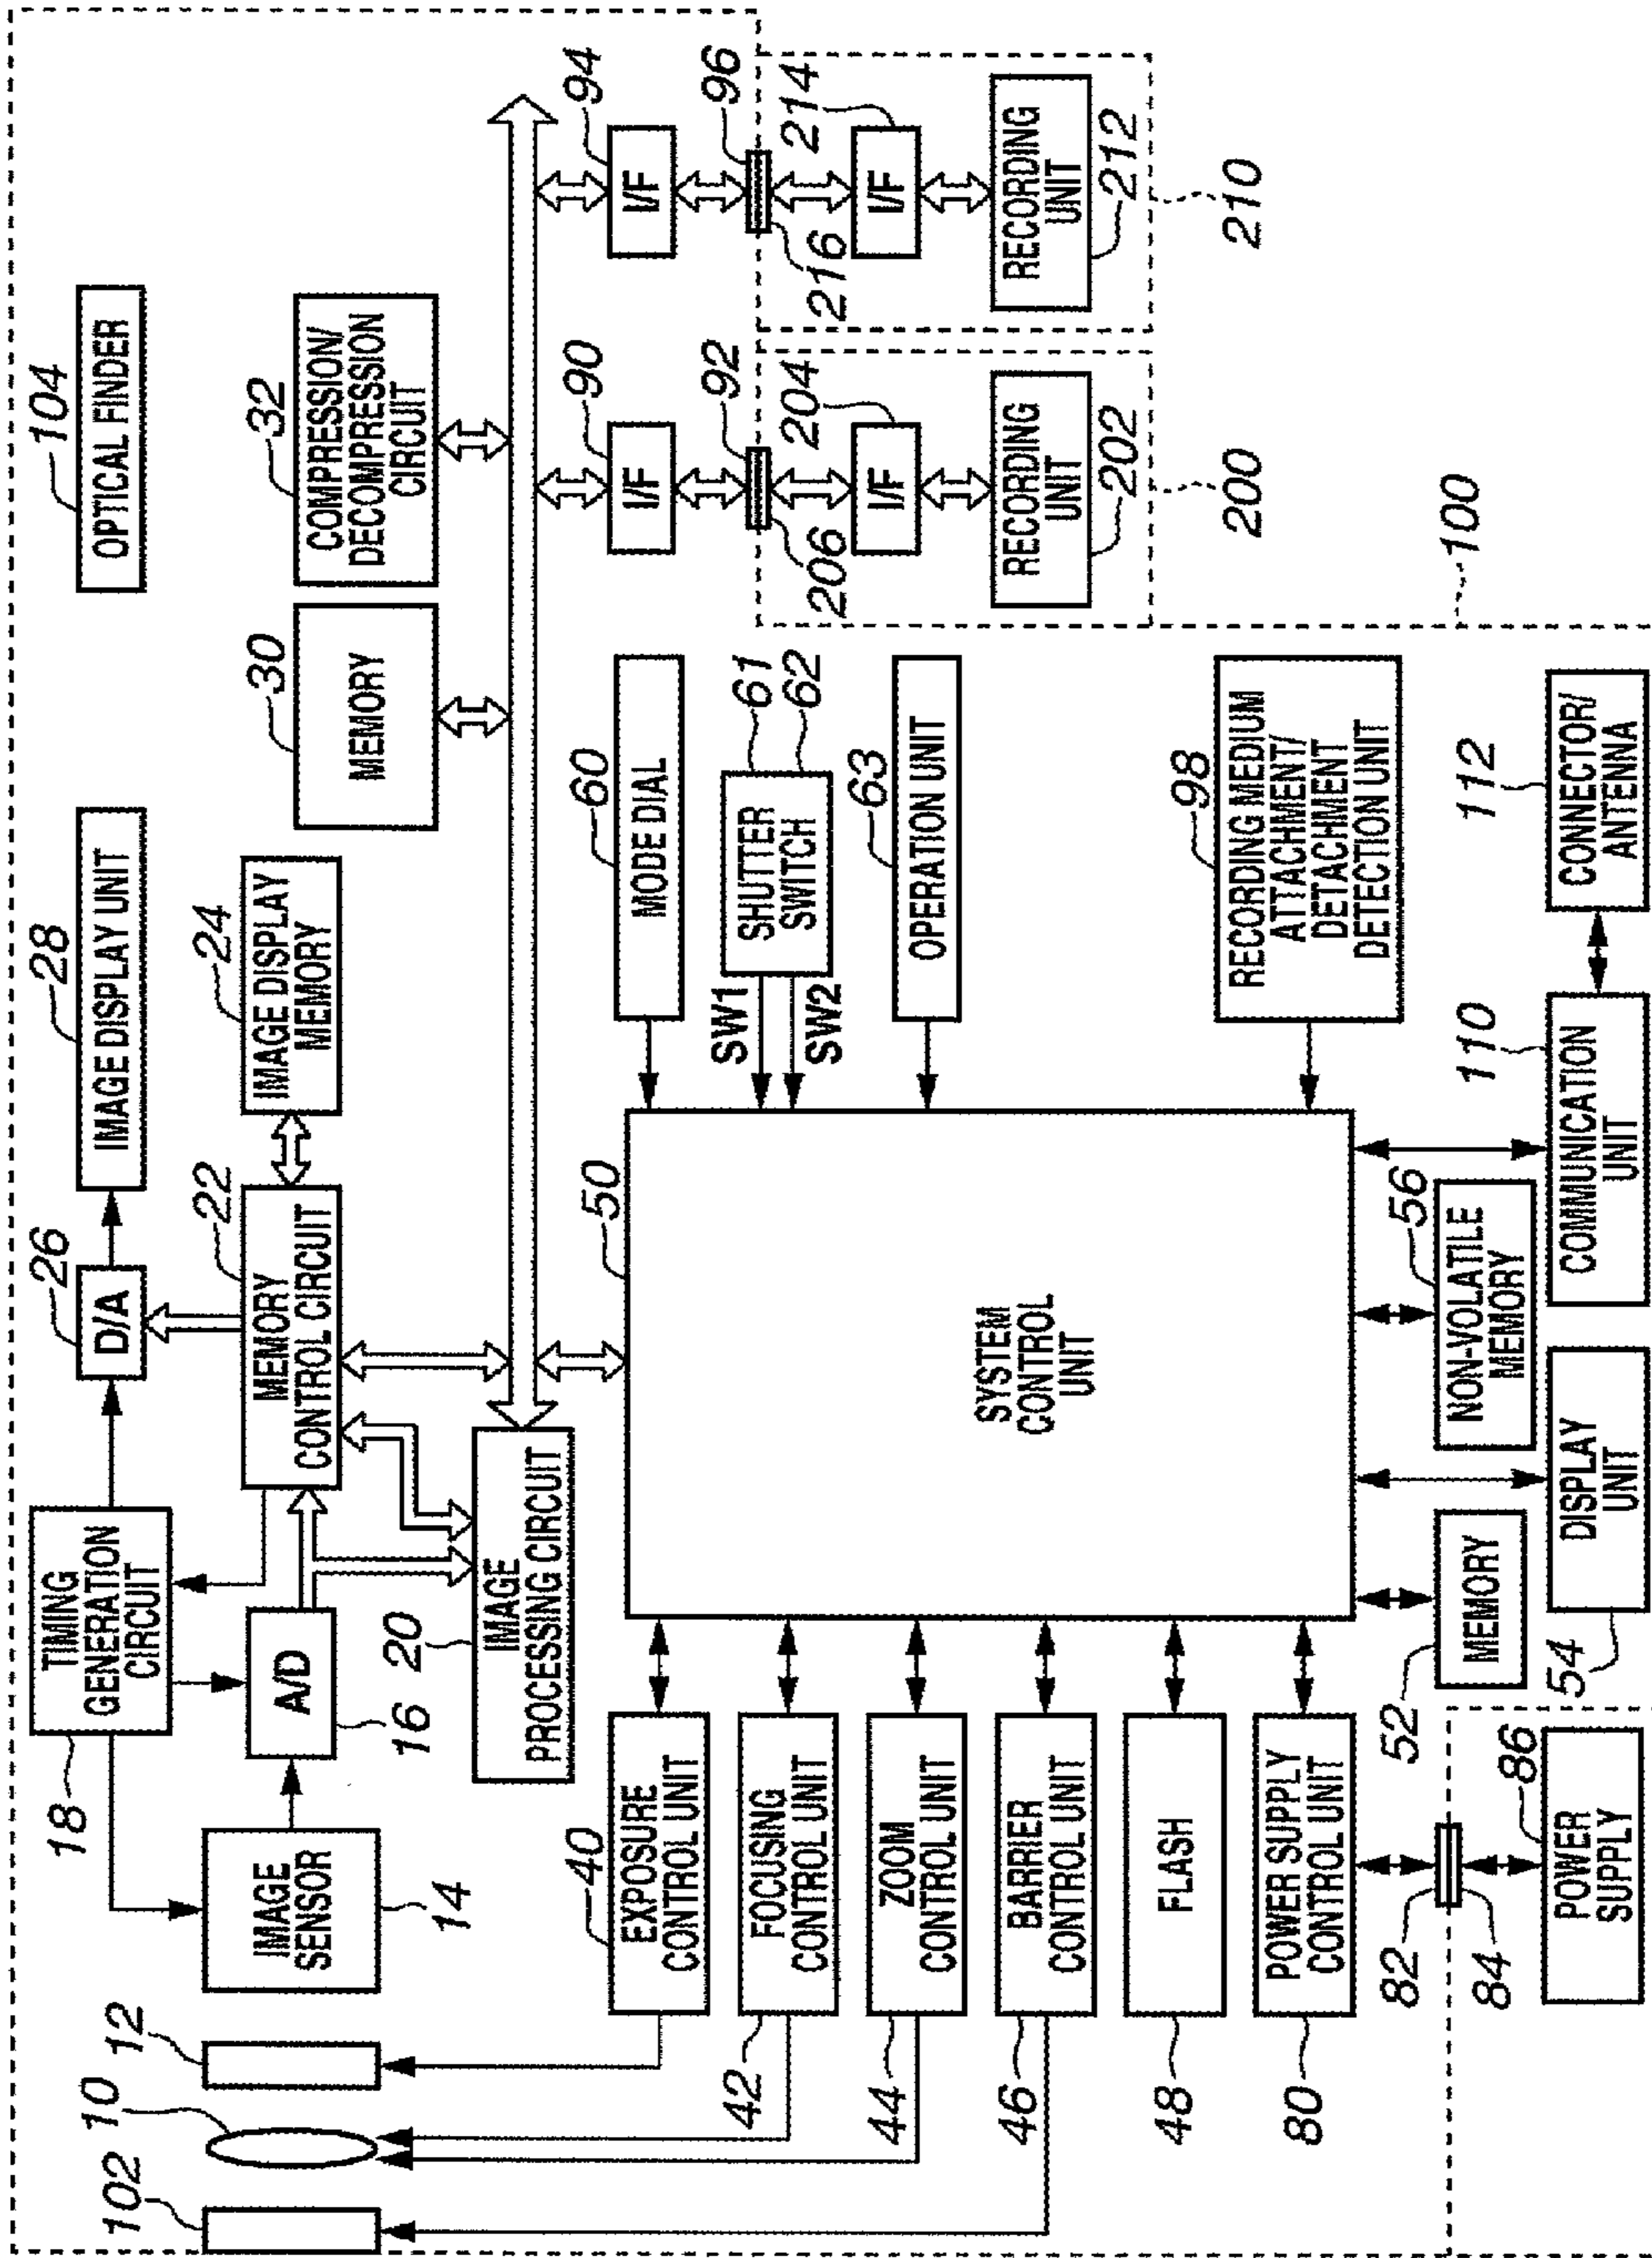 102
10
12
IMAGE
SENSOR
14
18
TIMING
GENERATION
CIRCUIT
A/D
16
20
IMAGE
PROCESSING CIRCUIT
26
D/A
28
IMAGE DISPLAY UNIT
22
MEMORY
CONTROL CIRCUIT
24
IMAGE DISPLAY
MEMORY
30
MEMORY
32
COMPRESSION/
DECOMPRESSION
CIRCUIT
104
OPTICAL FINDER
40
EXPOSURE
CONTROL UNIT
42
FOCUSING
CONTROL UNIT
44
ZOOM
CONTROL UNIT
46
BARRIER
CONTROL UNIT
48
FLASH
80
POWER SUPPLY
CONTROL UNIT
82
84
86
POWER
SUPPLY
50
SYSTEM
CONTROL
UNIT
52
MEMORY
54
DISPLAY
UNIT
56
NON-VOLATILE
MEMORY
110
COMMUNICATION
UNIT
112
CONNECTOR/
ANTENNA
60
MODE DIAL
SW1
SW2
SHUTTER
SWITCH
61
62
63
OPERATION UNIT
98
RECORDING MEDIUM
ATTACHMENT/
DETACHMENT
DETECTION UNIT
90
I/F
92
206
204
I/F
RECORDING
UNIT
202
200
94
I/F
96
216
214
I/F
RECORDING
UNIT
212
210
100